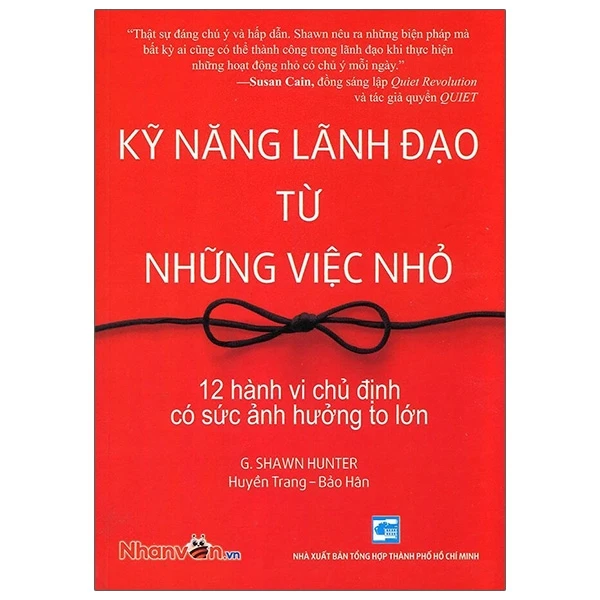 “Thật sự đáng chú ý và hấp dẫn. Shawn nêu ra những biện pháp mà
bất kỳ ai cũng có thể thành công trong lãnh đạo khi thực hiện
những hoạt động nhỏ có chú ý mỗi ngày.”
—Susan Cain, đồng sáng lập Quiet Revolution
và tác giả quyển QUIET
KỸ NĂNG LÃNH ĐẠO
TỪ
NHỮNG VIỆC NHỎ
12 hành vi chủ định
có sức ảnh hưởng to lớn
G. SHAWN HUNTER
Huyền Trang – Bảo Hân
Nhanvăn.vn
NHÀ XUẤT BẢN TỔNG HỢP THÀNH PHỐ HỒ CHÍ MINH